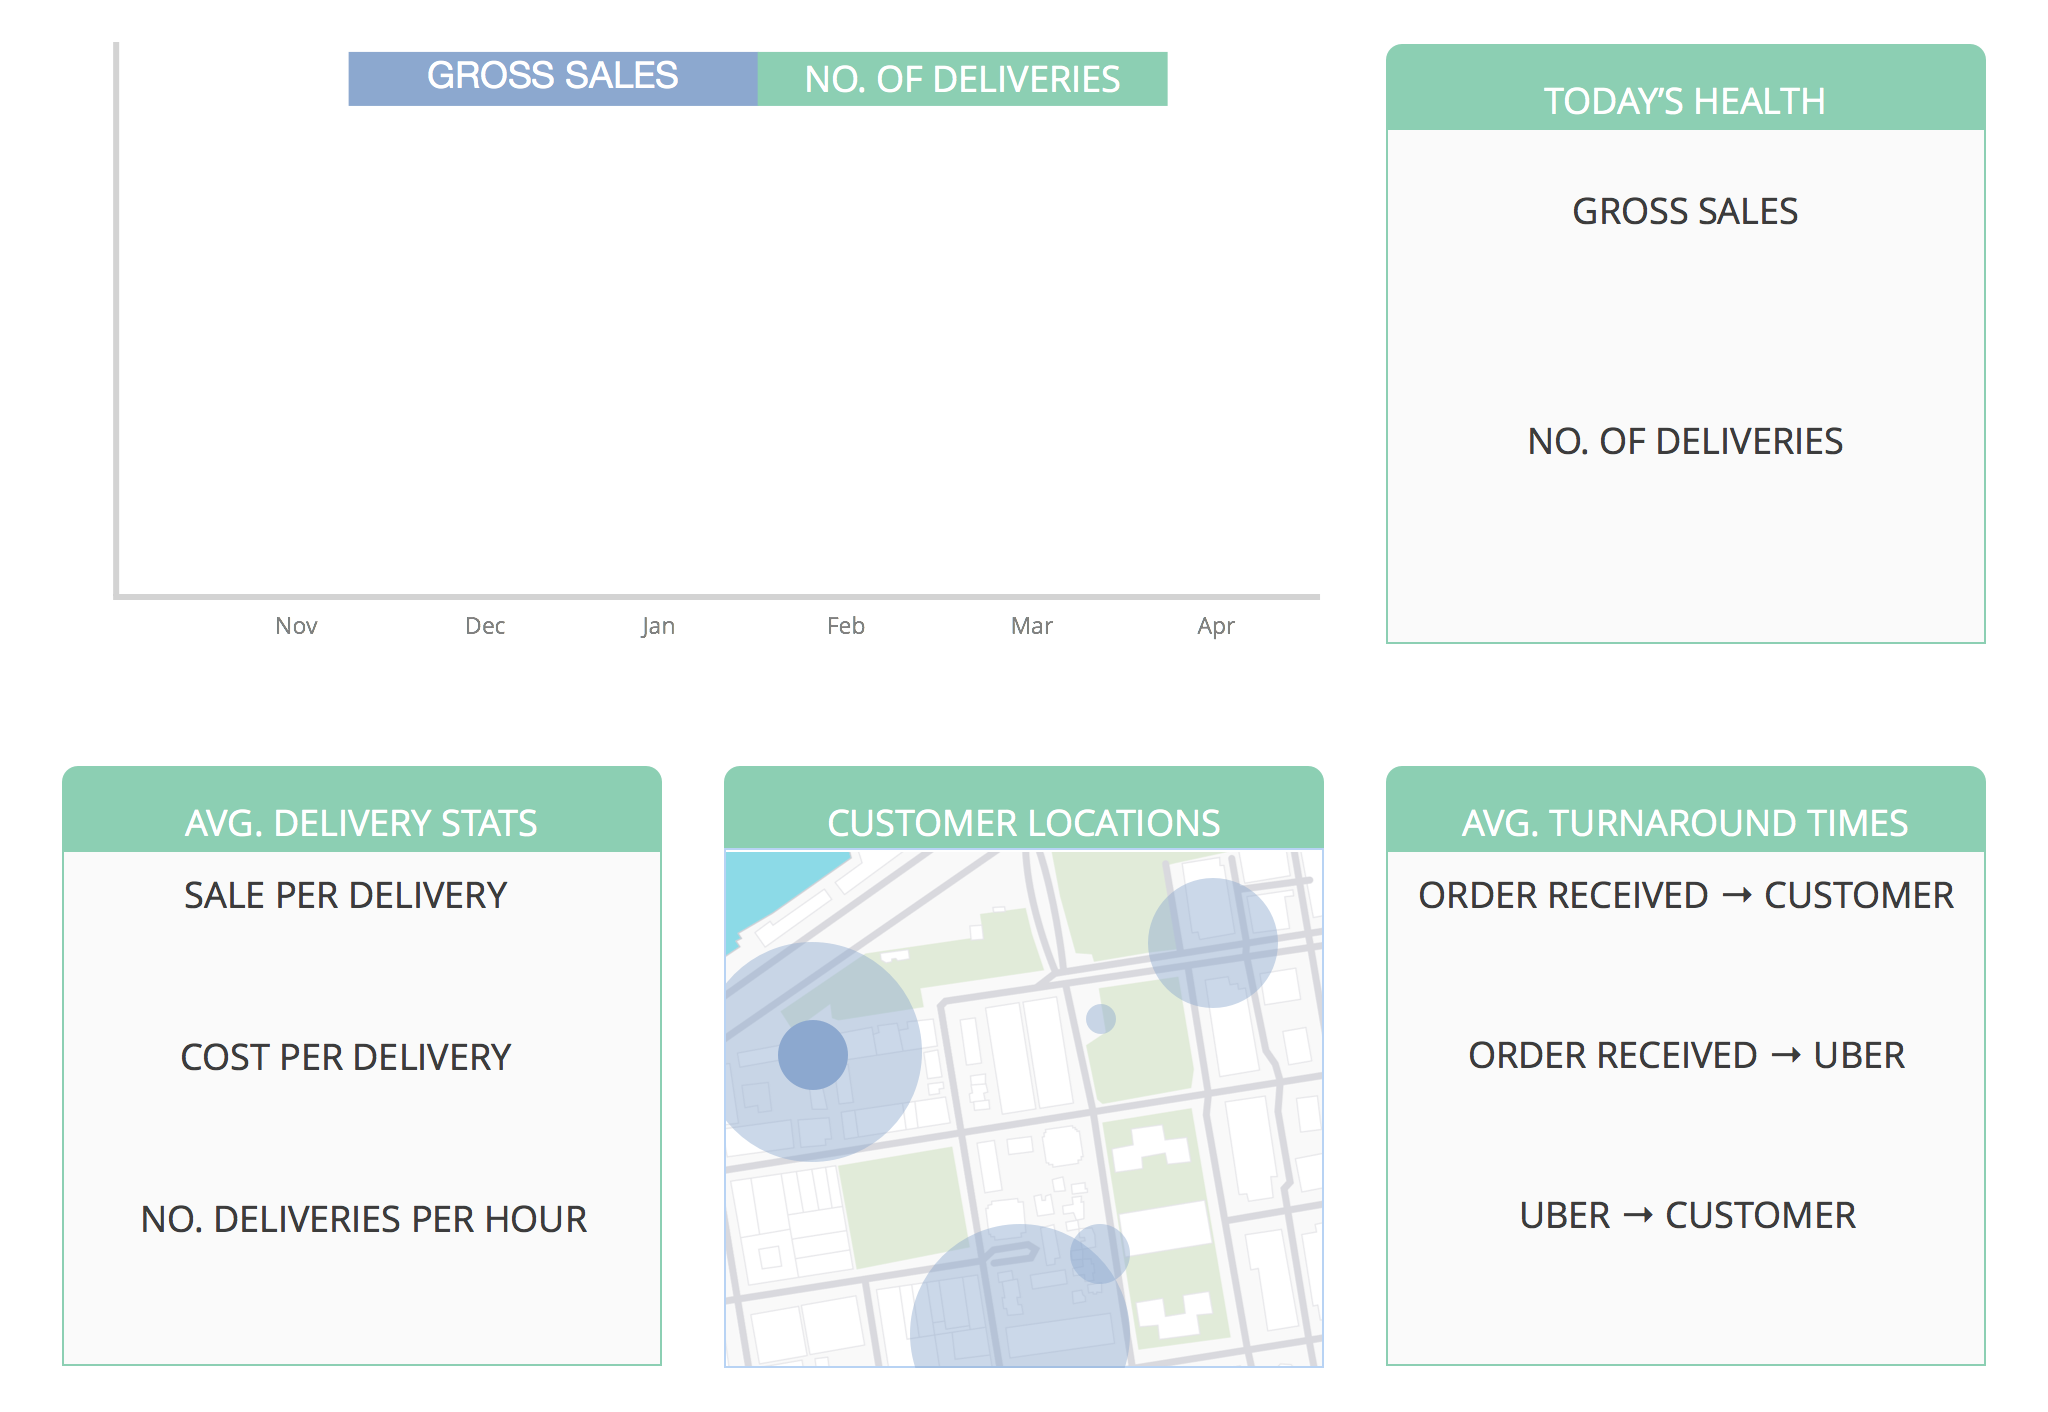 GROSS SALES
NO. OF DELIVERIES
Nov Dec Jan Feb Mar Apr
TODAY’S HEALTH
GROSS SALES
NO. OF DELIVERIES
AVG. DELIVERY STATS
SALE PER DELIVERY
COST PER DELIVERY
NO. DELIVERIES PER HOUR
CUSTOMER LOCATIONS
AVG. TURNAROUND TIMES
ORDER RECEIVED → CUSTOMER
ORDER RECEIVED → UBER
UBER → CUSTOMER